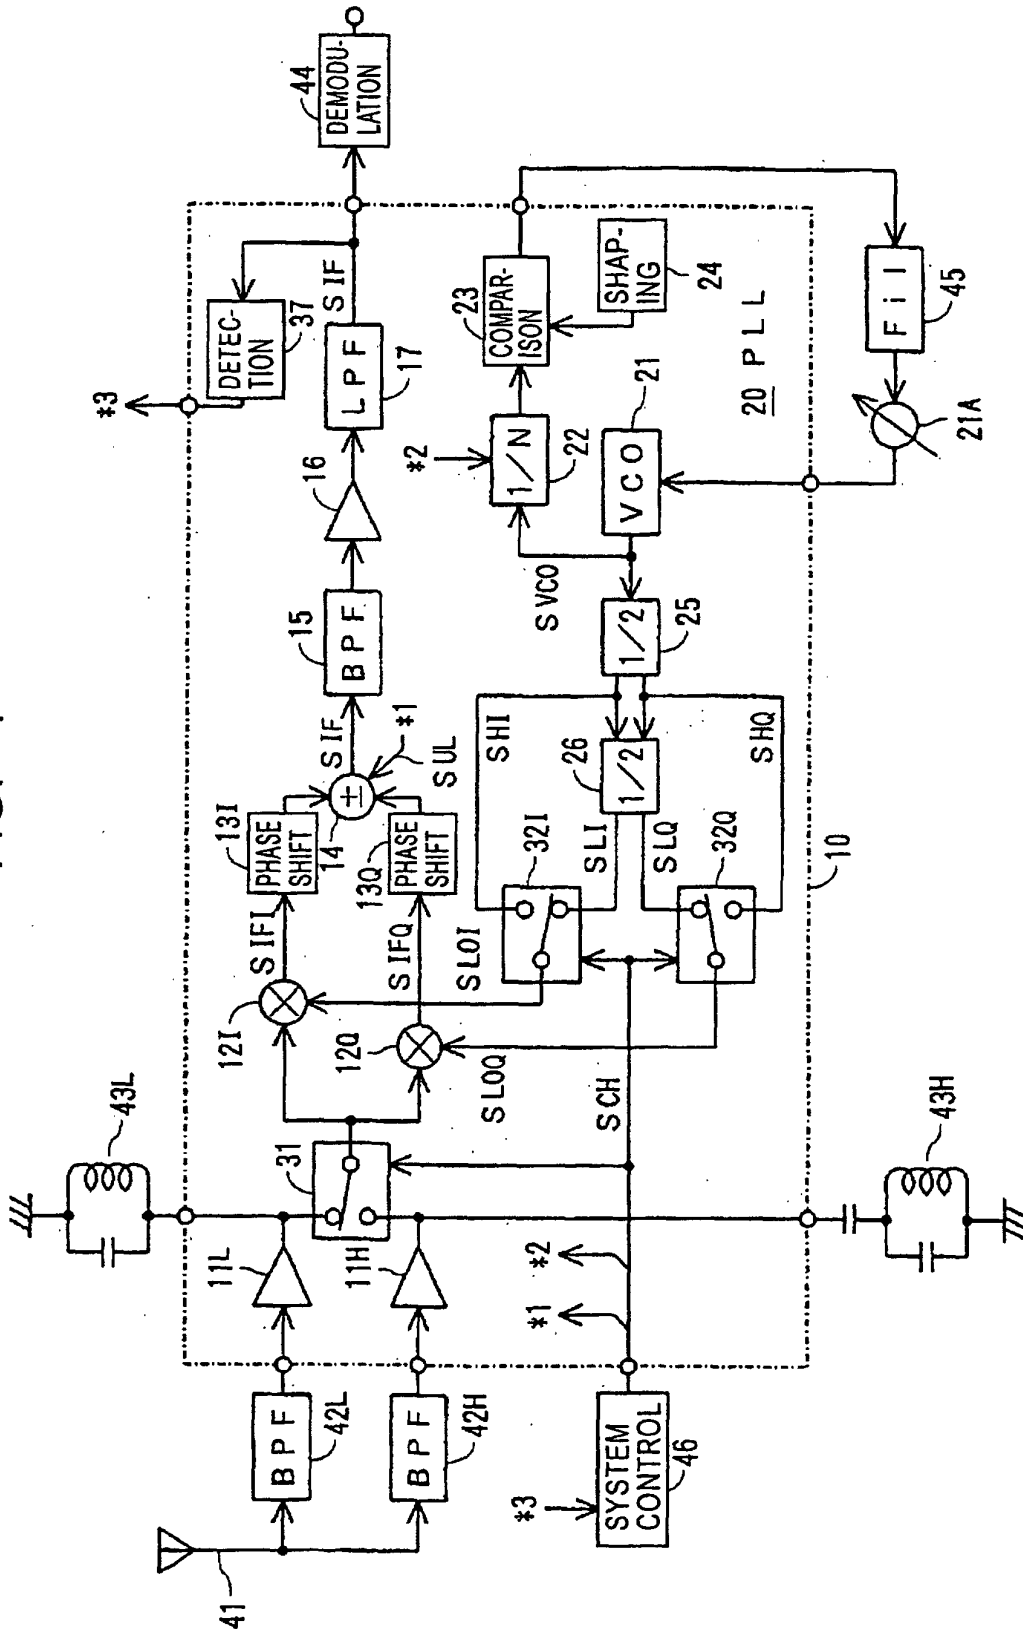 41
BPF
42L
BPF
42H
*3
SYSTEM
CONTROL
46
43L
11L
11H
31
*1
*2
SCH
43H
12I
12Q
SIFI
SIFQ
SLOI
SLOQ
13I
PHASE
SHIFT
14
±
13Q
PHASE
SHIFT
SIF
*1
SUL
32I
SHI
SLI
SLQ
32Q
SHQ
10
26
1/2
1/2
25
15
BPF
16
LPF
17
SIF
*3
DETEC-
TION
37
44
DEMODU-
LATION
SVCO
*2
1/N
22
VCO
21
23
COMPAR-
ISON
SHAP-
ING
24
20 PLL
Fil
45
21A